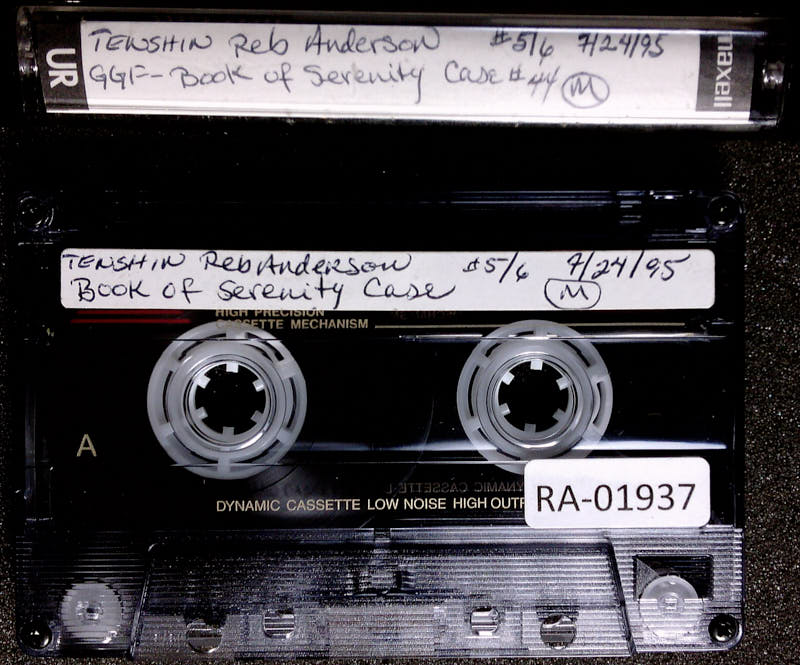 UR
TENSHIN Reb Anderson #5/6 7/24/95
GGF-Book of Serenity Case #44 M
maxell
TENSHIN Reb Anderson #5/6 7/24/95
Book of Serenity Case M
HIGH PRECISION
CASSETTE MECHANISM
A
DYNAMIC CASSETTE-L
DYNAMIC CASSETTE LOW NOISE HIGH OUTP
RA-01937